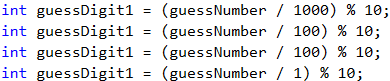 int guessDigit1 = (guessNumber / 1000) % 10;
int guessDigit1 = (guessNumber / 100) % 10;
int guessDigit1 = (guessNumber / 100) % 10;
int guessDigit1 = (guessNumber / 1) % 10;